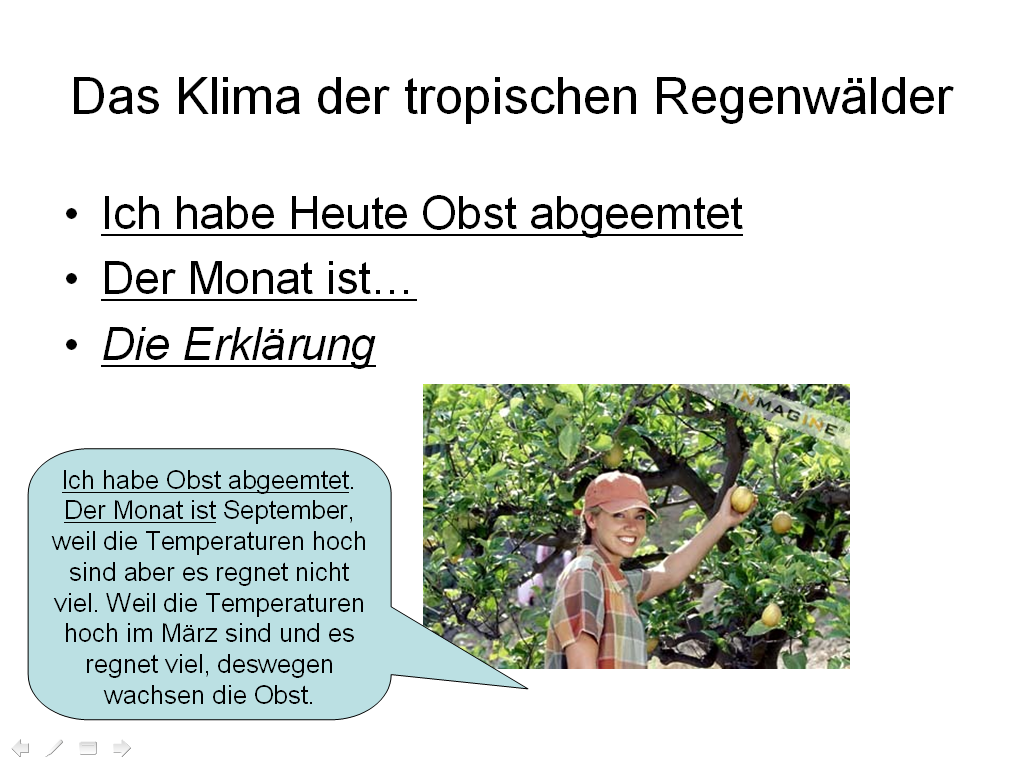 Das Klima der tropischen Regenwälder
• Ich habe Heute Obst abgeemtet
• Der Monat ist…
• Die Erklärung
INMAGINE
Ich habe Obst abgeemtet.
Der Monat ist September,
weil die Temperaturen hoch
sind aber es regnet nicht
viel. Weil die Temperaturen
hoch im März sind und es
regnet viel, deswegen
wachsen die Obst.